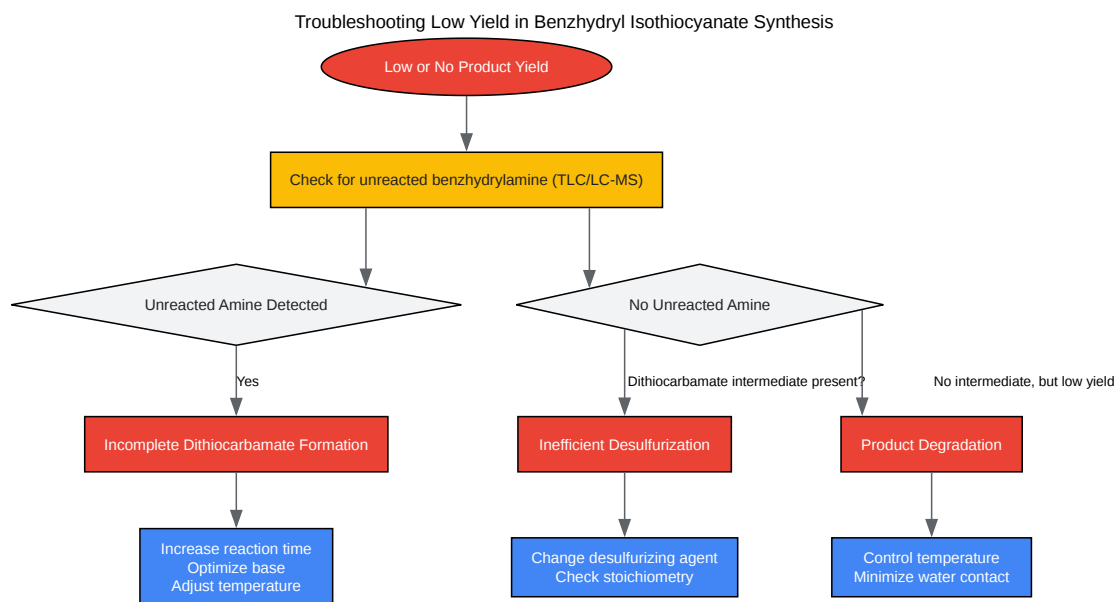 Troubleshooting Low Yield in Benzhydryl Isothiocyanate Synthesis
Low or No Product Yield
Check for unreacted benzhydrylamine (TLC/LC-MS)
Unreacted Amine Detected
No Unreacted Amine
Yes
Dithiocarbamate intermediate present?
No intermediate, but low yield
Incomplete Dithiocarbamate Formation
Inefficient Desulfurization
Product Degradation
Increase reaction time
Optimize base
Adjust temperature
Change desulfurizing agent
Check stoichiometry
Control temperature
Minimize water contact